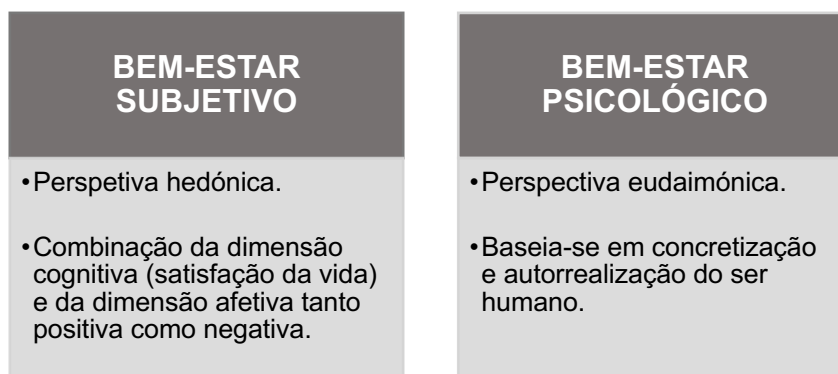 BEM-ESTAR
SUBJETIVO
•Perspetiva hedónica.
•Combinação da dimensão
cognitiva (satisfação da vida)
e da dimensão afetiva tanto
positiva como negativa.
BEM-ESTAR
PSICOLÓGICO
•Perspectiva eudaimónica.
•Baseia-se em concretização
e autorrealização do ser
humano.